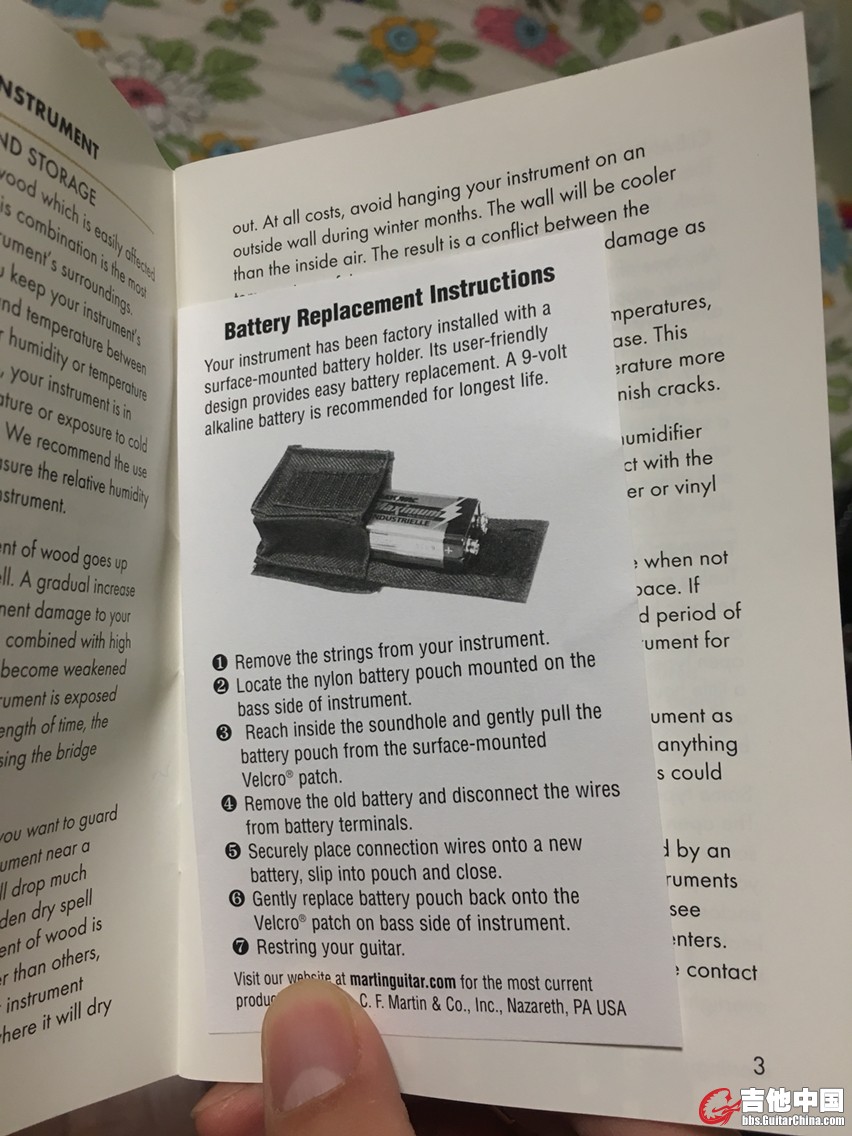 INSTRUMENT
ND STORAGE
wood which is easily affected
is combination is the most
rument's surroundings.
u keep your instrument's
nd temperature between
r humidity or temperature
, your instrument is in
ature or exposure to cold
We recommend the use
asure the relative humidity
nstrument.
ent of wood goes up
ell. A gradual increase
nent damage to your
combined with high
become weakened
rument is exposed
ength of time, the
sing the bridge
you want to guard
ument near a
ll drop much
den dry spell
ent of wood is
r than others,
instrument
here it will dry
out. At all costs, avoid hanging your instrument on an
outside wall during winter months. The wall will be cooler
than the inside air. The result is a conflict between the
damage as
mperatures,
ase. This
erature more
nish cracks.
humidifier
ct with the
er or vinyl
e when not
pace. If
d period of
ument for
ument as
anything
s could
d by an
ruments
see
enters.
contact
3
Battery Replacement Instructions
Your instrument has been factory installed with a
surface-mounted battery holder. Its user-friendly
design provides easy battery replacement. A 9-volt
alkaline battery is recommended for longest life.
Maximum
INDUSTRIELLE
+
❶ Remove the strings from your instrument.
❷ Locate the nylon battery pouch mounted on the
bass side of instrument.
❸ Reach inside the soundhole and gently pull the
battery pouch from the surface-mounted
Velcro® patch.
❹ Remove the old battery and disconnect the wires
from battery terminals.
❺ Securely place connection wires onto a new
battery, slip into pouch and close.
❻ Gently replace battery pouch back onto the
Velcro® patch on bass side of instrument.
❼ Restring your guitar.
Visit our website at martinguitar.com for the most current
produc C. F. Martin & Co., Inc., Nazareth, PA USA
吉他中国
bbs.GuitarChina.com